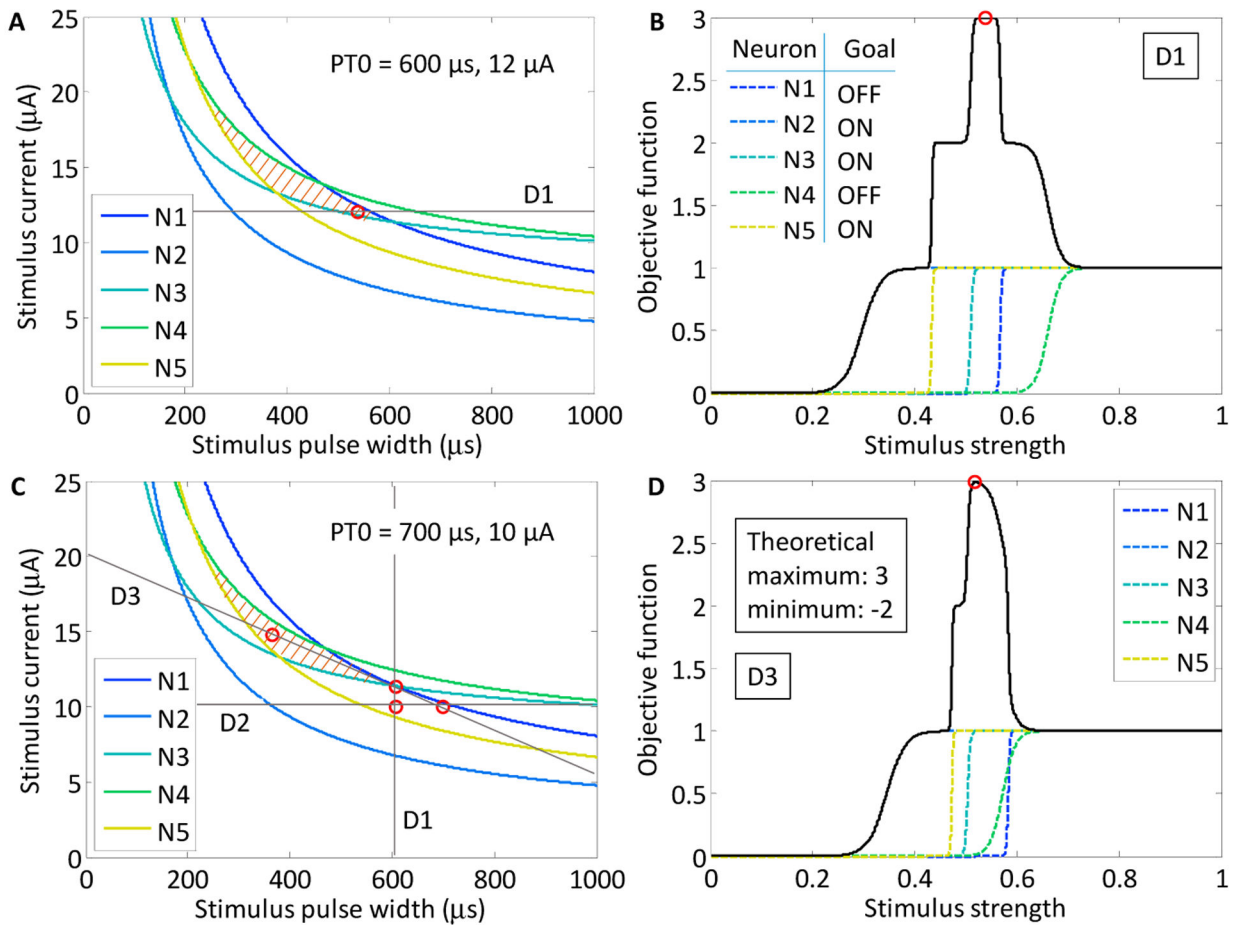 A
25
20
15
10
5
0
Stimulus current (μA)
PT0 = 600 μs, 12 μA
D1
N1
N2
N3
N4
N5
0 200 400 600 800 1000
Stimulus pulse width (μs)
B
3
2.5
2
1.5
1
0.5
0
Objective function
Neuron Goal
N1 OFF
N2 ON
N3 ON
N4 OFF
N5 ON
D1
0 0.2 0.4 0.6 0.8 1
Stimulus strength
C
25
20
15
10
5
0
Stimulus current (μA)
PT0 = 700 μs, 10 μA
D3
D2
D1
N1
N2
N3
N4
N5
0 200 400 600 800 1000
Stimulus pulse width (μs)
D
3
2.5
2
1.5
1
0.5
0
Objective function
Theoretical
maximum: 3
minimum: -2
D3
N1
N2
N3
N4
N5
0 0.2 0.4 0.6 0.8 1
Stimulus strength